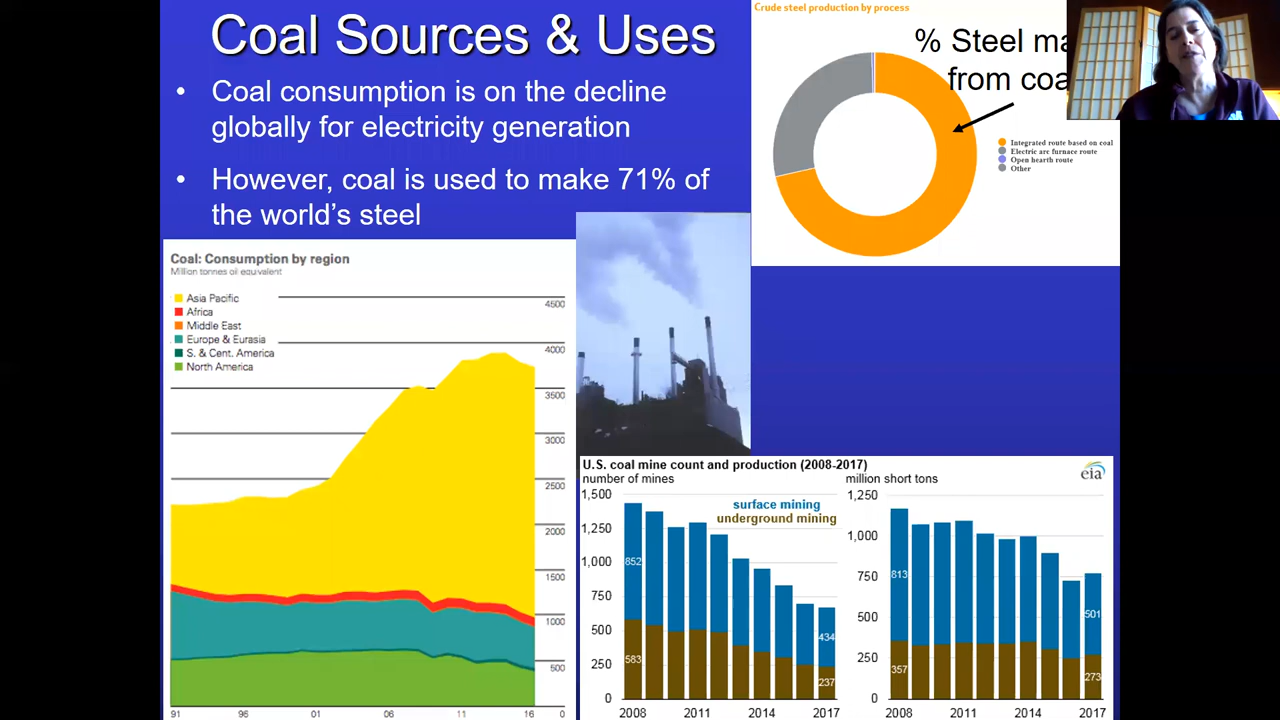 Coal Sources & Uses
• Coal consumption is on the decline
globally for electricity generation
• However, coal is used to make 71% of
the world's steel
Crude steel production by process
% Steel ma
from coa
Integrated route based on coal
Electric arc furnace route
Open hearth route
Other
Coal: Consumption by region
Million tonnes oil equivalent
Asia Pacific
Africa
Middle East
Europe & Eurasia
S. & Cent. America
North America
4500
4000
3500
3000
2500
2000
1500
1000
500
91 96 01 06 11 16 0
U.S. coal mine count and production (2008-2017)
number of mines
surface mining
underground mining
1,500
1,250
1,000
750
500
250
0
852
583
434
237
2008 2011 2014 2017
million short tons
eia
1,250
1,000
750
500
250
0
813
357
501
273
2008 2011 2014 2017